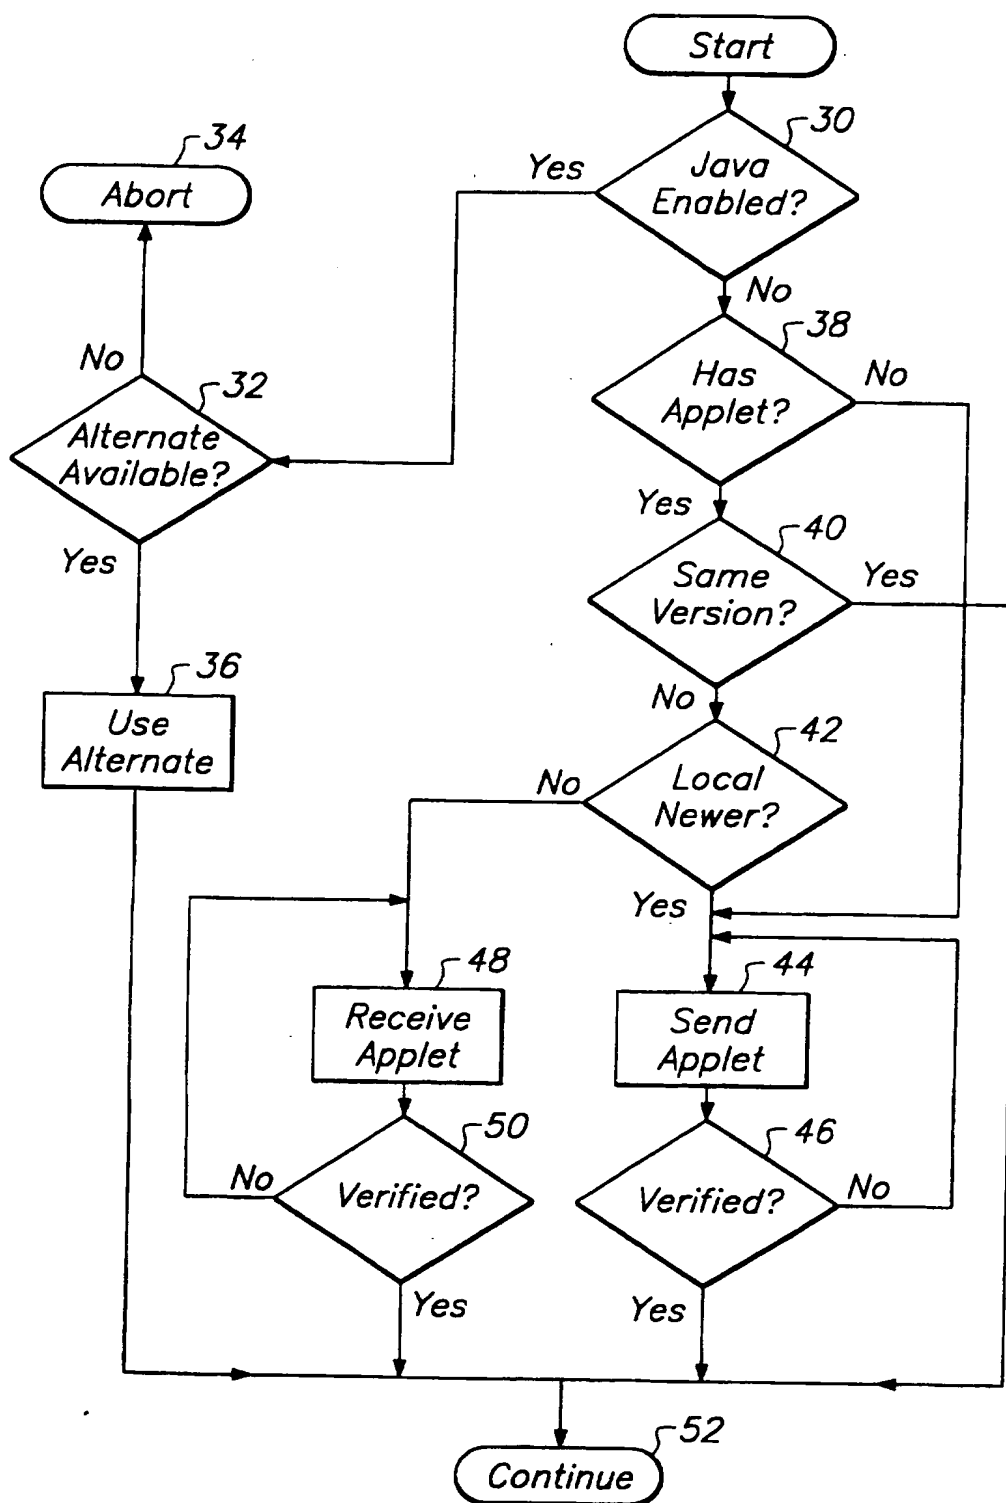 Start
30
Java
Enabled?
Yes
No
34
Abort
No
32
Alternate
Available?
Yes
36
Use
Alternate
38
Has
Applet?
No
Yes
40
Same
Version?
Yes
No
42
Local
Newer?
No
Yes
48
Receive
Applet
50
Verified?
No
Yes
44
Send
Applet
46
Verified?
No
Yes
52
Continue